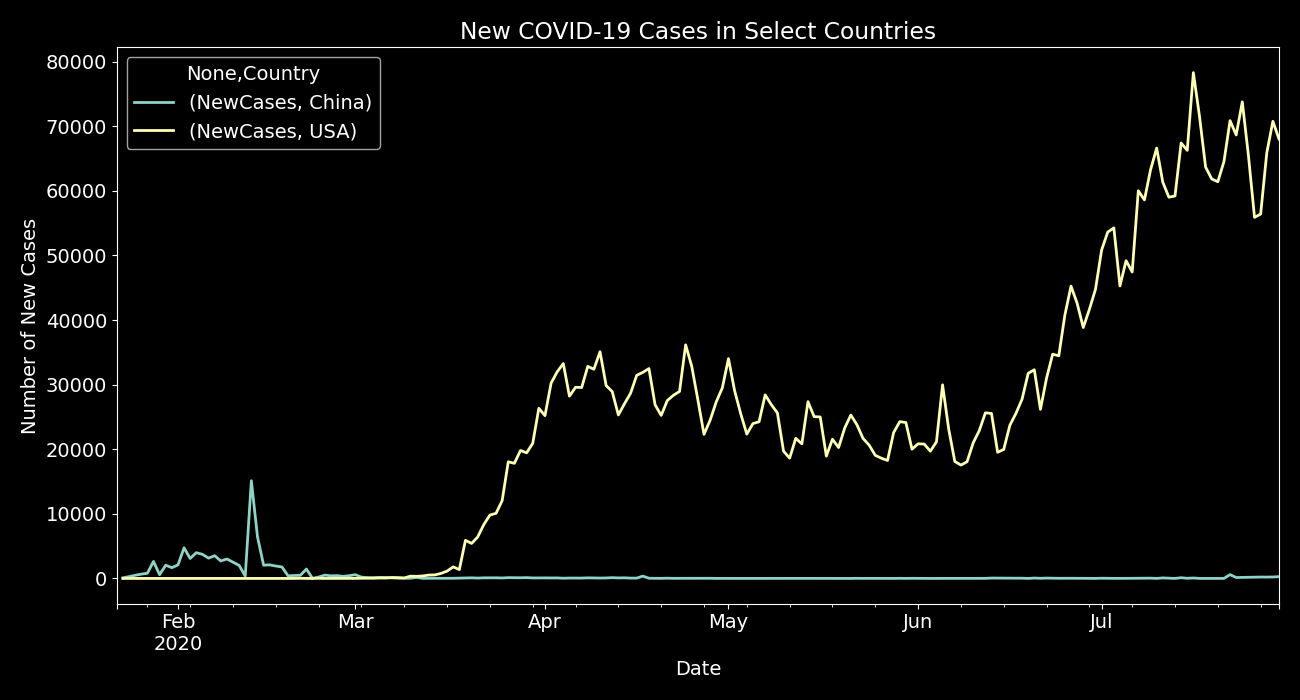 New COVID-19 Cases in Select Countries
80000
70000
60000
50000
40000
30000
20000
10000
0
Number of New Cases
None,Country
(NewCases, China)
(NewCases, USA)
Feb
2020
Mar
Apr
May
Jun
Jul
Date